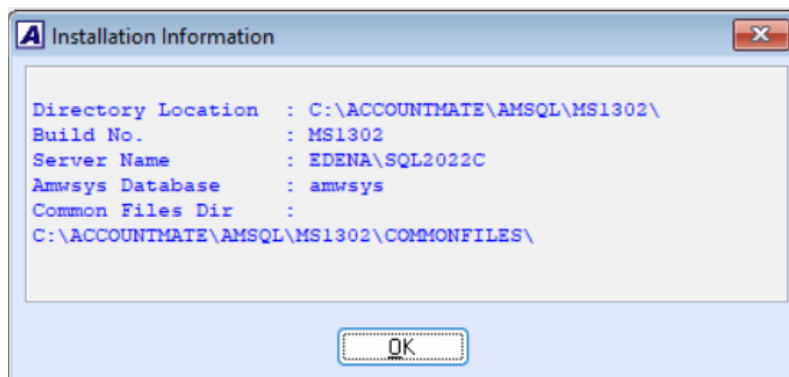 A Installation Information
Directory Location : C:\ACCOUNTMATE\AMSQL\MS1302\
Build No. : MS1302
Server Name : EDENA\SQL2022C
Amwsys Database : amwsys
Common Files Dir :
C:\ACCOUNTMATE\AMSQL\MS1302\COMMONFILES\
OK